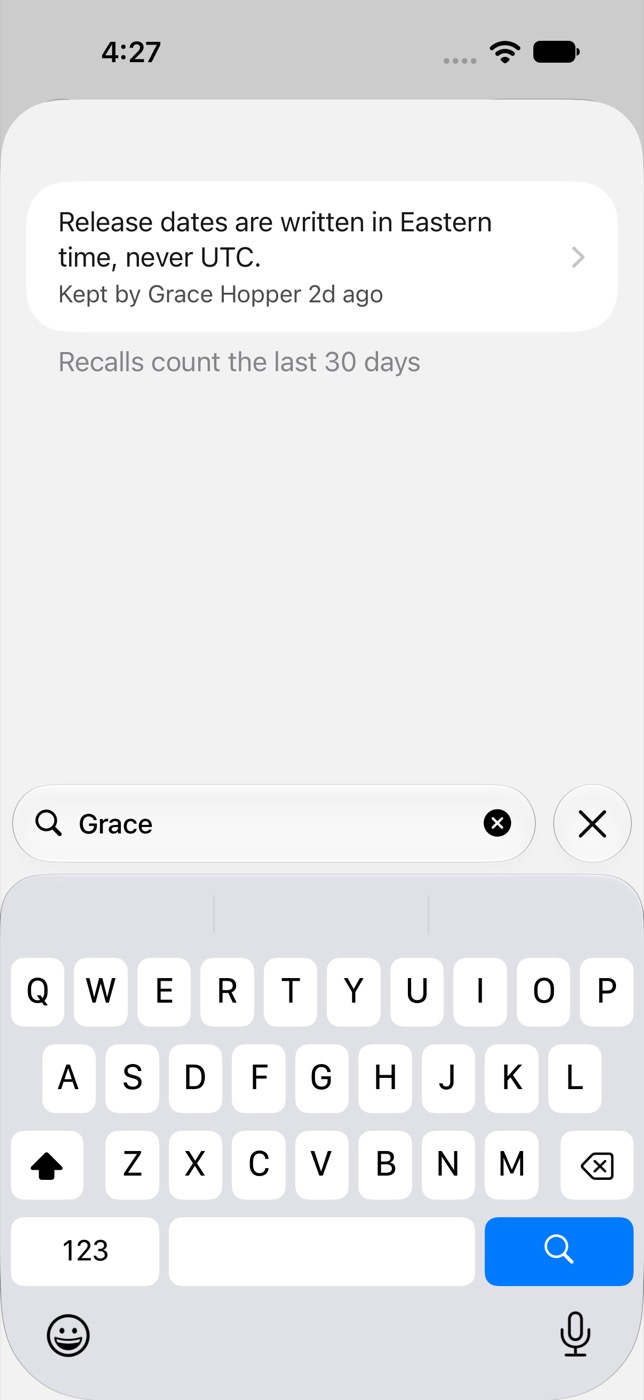 4:27
Release dates are written in Eastern
time, never UTC.
Kept by Grace Hopper 2d ago
Recalls count the last 30 days
Grace
Q W E R T Y U I O P
A S D F G H J K L
Z X C V B N M
123